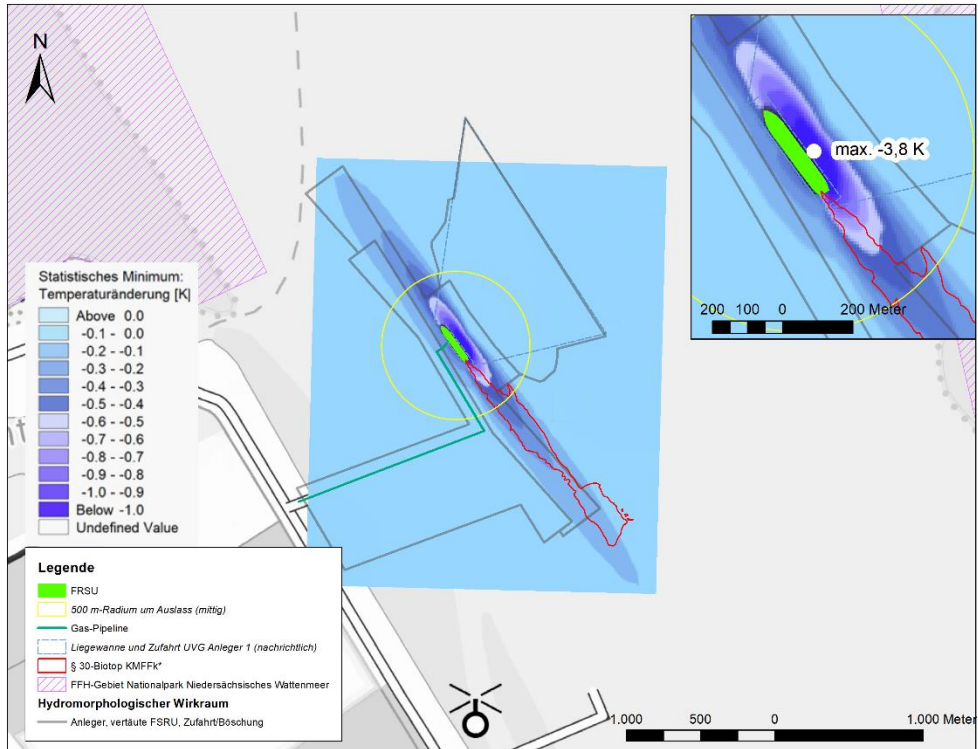 N
max. -3,8 K
200 100 0 200 Meter
Statistisches Minimum:
Temperaturänderung [K]
Above 0.0
-0.1 - 0.0
-0.2 - -0.1
-0.3 - -0.2
-0.4 - -0.3
-0.5 - -0.4
-0.6 - -0.5
-0.7 - -0.6
-0.8 - -0.7
-0.9 - -0.8
-1.0 - -0.9
Below -1.0
Undefined Value
Legende
FRSU
500 m-Radium um Auslass (mittig)
Gas-Pipeline
Liegewanne und Zufahrt UVG Anleger 1 (nachrichtlich)
§ 30-Biotop KMFFk*
FFH-Gebiet Nationalpark Niedersächsisches Wattenmeer
Hydromorphologischer Wirkraum
Anleger, vertäute FSRU, Zufahrt/Böschung
1.000 500 0 1.000 Meter